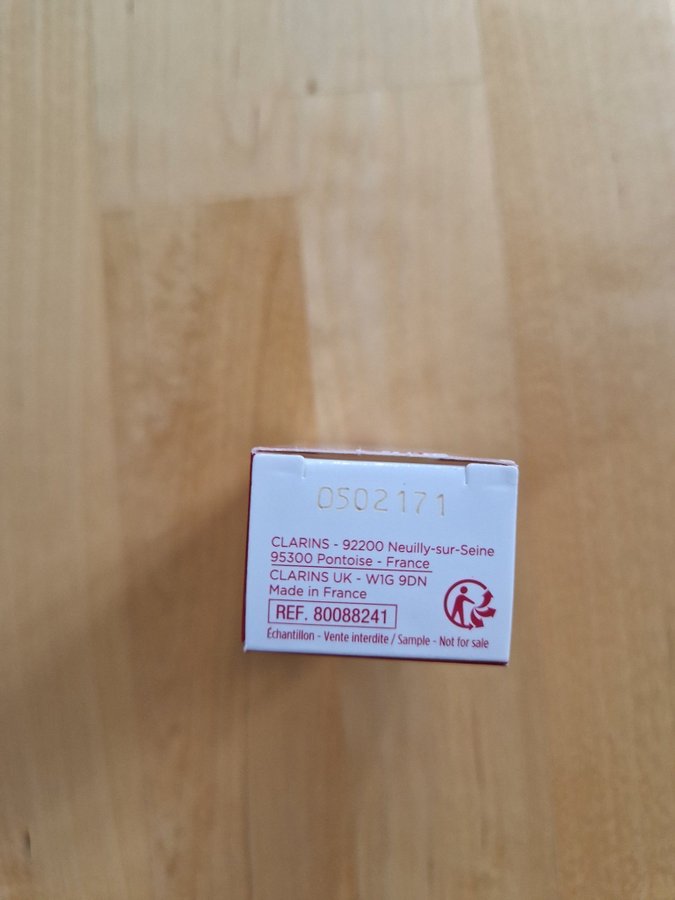 0502171
CLARINS - 92200 Neuilly-sur-Seine
95300 Pontoise - France
CLARINS UK - W1G 9DN
Made in France
REF. 80088241
Échantillon - Vente interdite / Sample - Not for sale